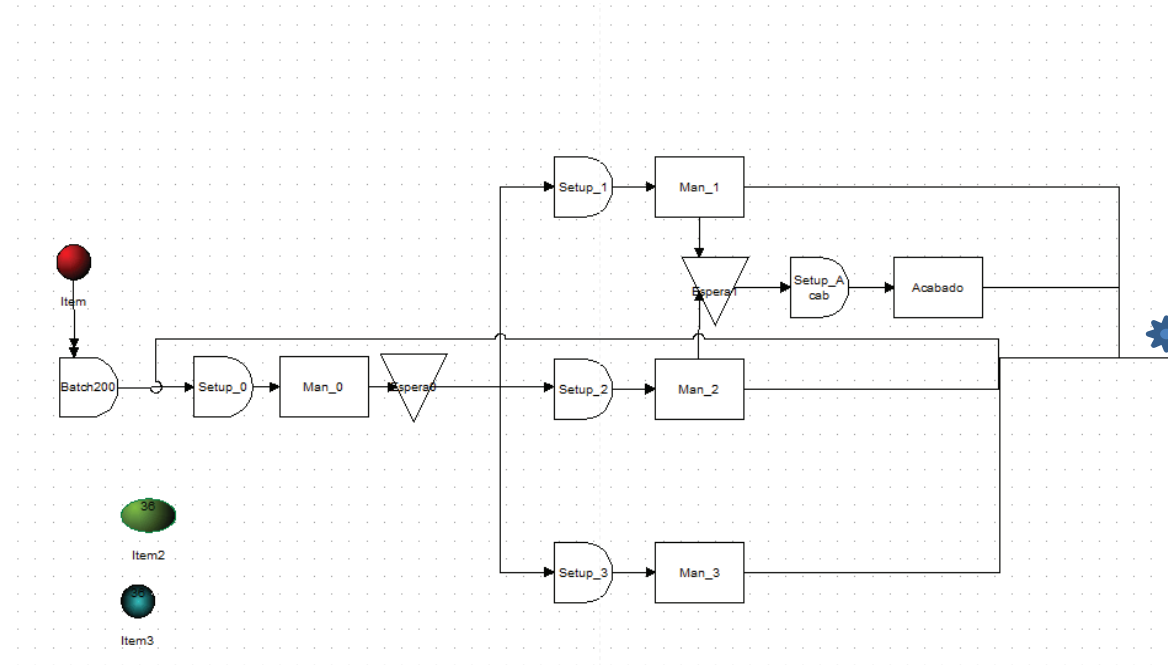 Setup_1
Man_1
Item
Espera1
Setup_A
cab
Acabado
Batch200
Setup_0
Man_0
Espera0
Setup_2
Man_2
36
Item2
Setup_3
Man_3
36
Item3